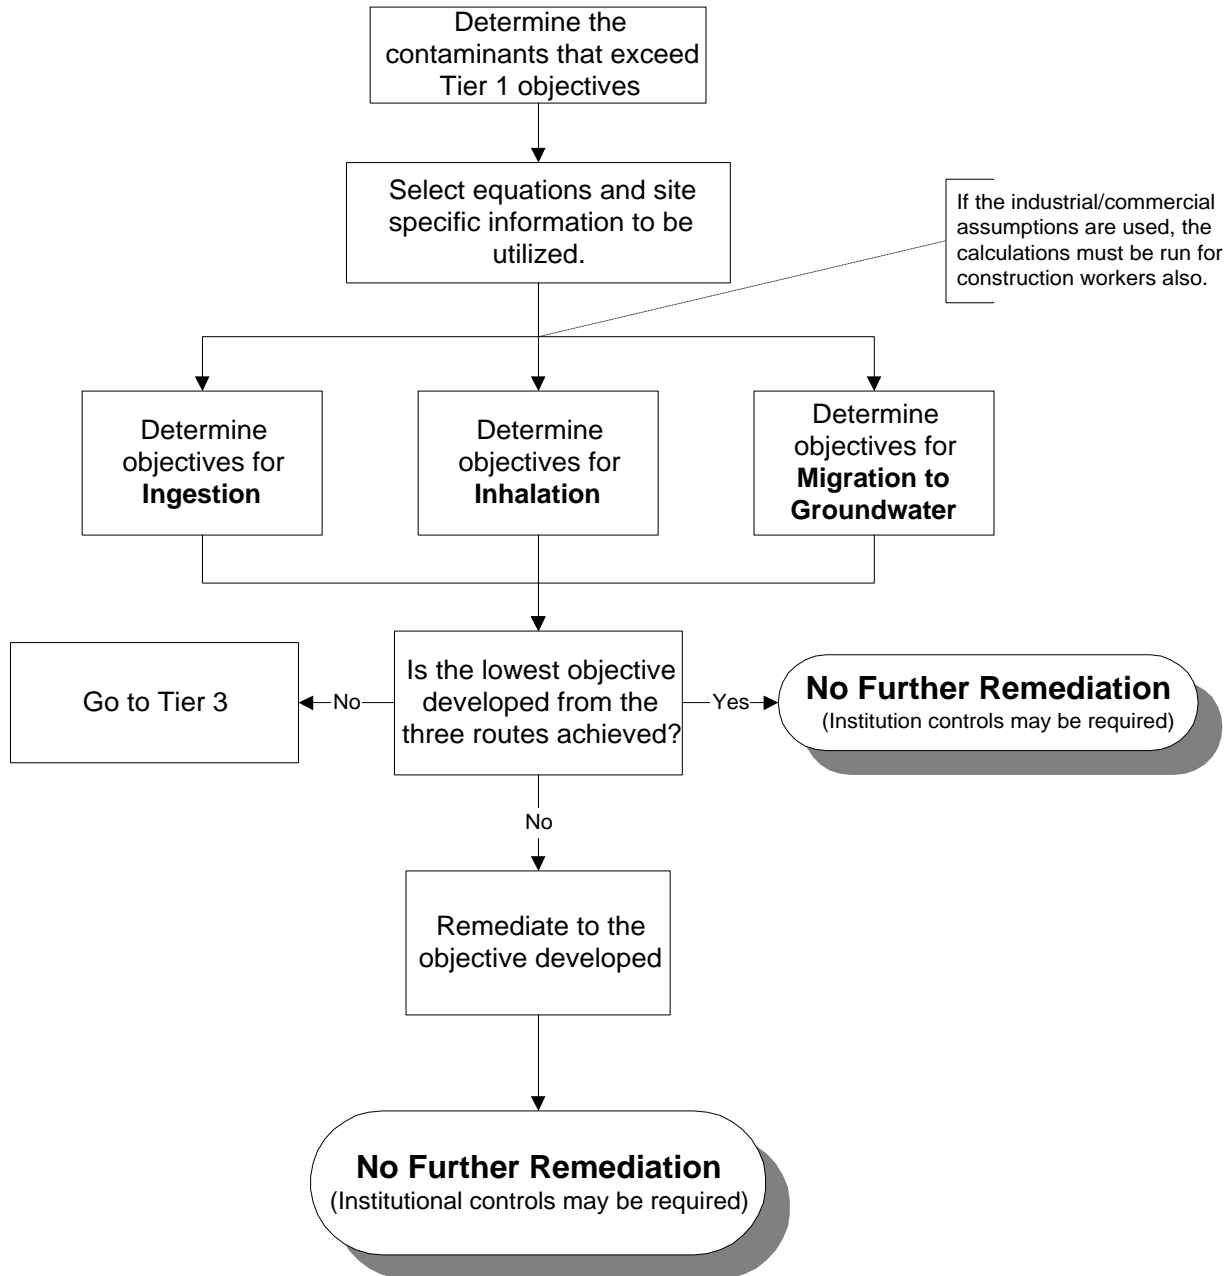 Determine the
contaminants that exceed
Tier 1 objectives
Select equations and site
specific information to be
utilized.
If the industrial/commercial
assumptions are used, the
calculations must be run for
construction workers also.
Determine
objectives for
Ingestion
Determine
objectives for
Inhalation
Determine
objectives for
Migration to
Groundwater
Go to Tier 3
No
Is the lowest objective
developed from the
three routes achieved?
Yes
No Further Remediation
(Institution controls may be required)
No
Remediate to the
objective developed
No Further Remediation
(Institutional controls may be required)